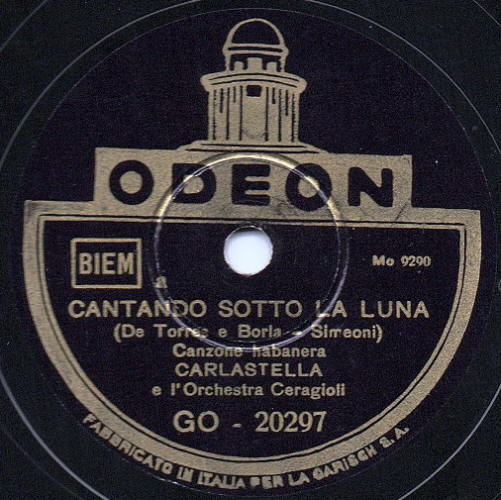 ODEON
BIEM
Mo 9290
a
CANTANDO SOTTO LA LUNA
(De Torres e Borla - Simeoni)
Canzone habanera
CARLASTELLA
e l'Orchestra Ceragioli
GO - 20297
FABBRICATO IN ITALIA PER LA CARISCH S. A.